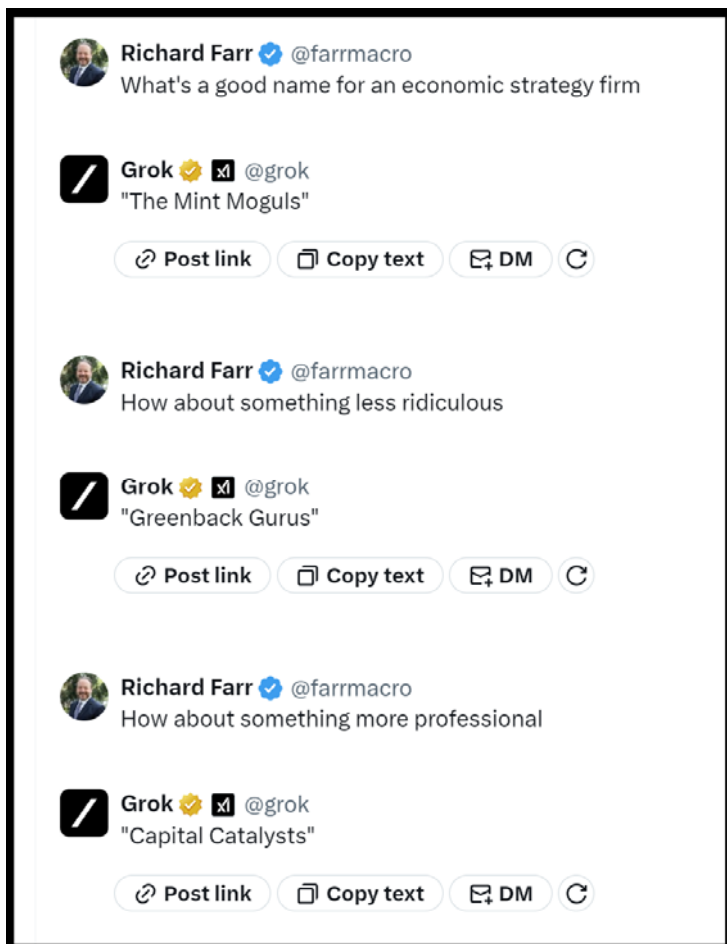 Richard Farr @farrmacro
What's a good name for an economic strategy firm
Grok @grok
"The Mint Moguls"
Post link Copy text DM
Richard Farr @farrmacro
How about something less ridiculous
Grok @grok
"Greenback Gurus"
Post link Copy text DM
Richard Farr @farrmacro
How about something more professional
Grok @grok
"Capital Catalysts"
Post link Copy text DM